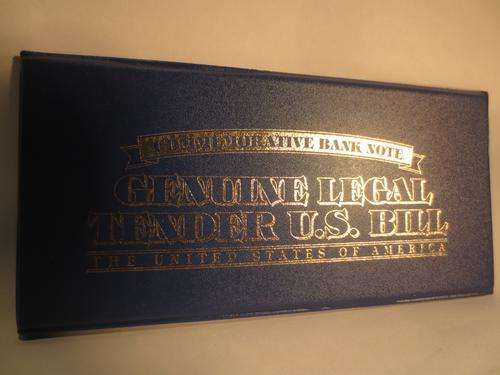 COMMEMORATIVE BANK NOTE
GENUINE LEGAL
TENDER U.S. BILL
THE UNITED STATES OF AMERICA